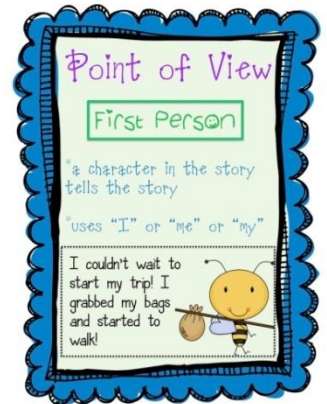 Point of View
First Person
*a character in the story
tells the story
*uses "I" or "me" or "my"
I couldn't wait to
start my trip! I
grabbed my bags
and started to
walk!